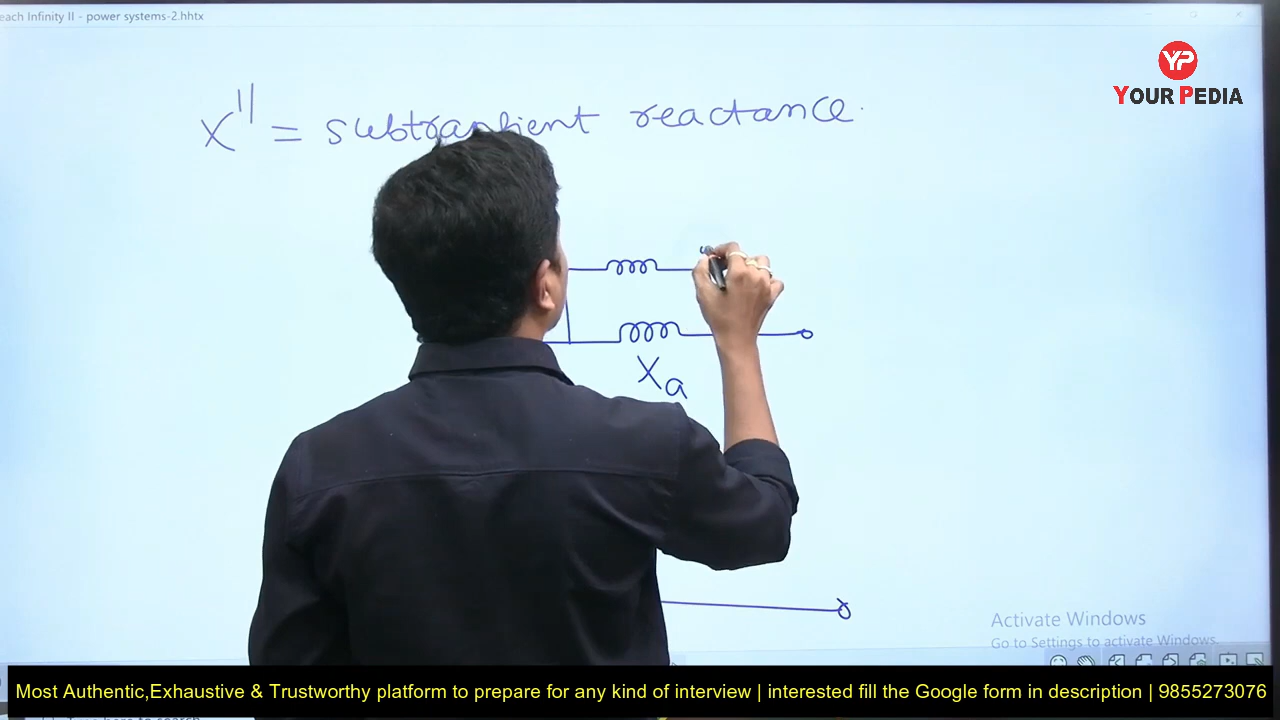 each Infinity II - power systems-2.hhtx
YP
YOUR PEDIA
X" = subtransient reactance.
Xa
Activate Windows
Go to Settings to activate Windows.
Most Authentic,Exhaustive & Trustworthy platform to prepare for any kind of interview | interested fill the Google form in description | 9855273076